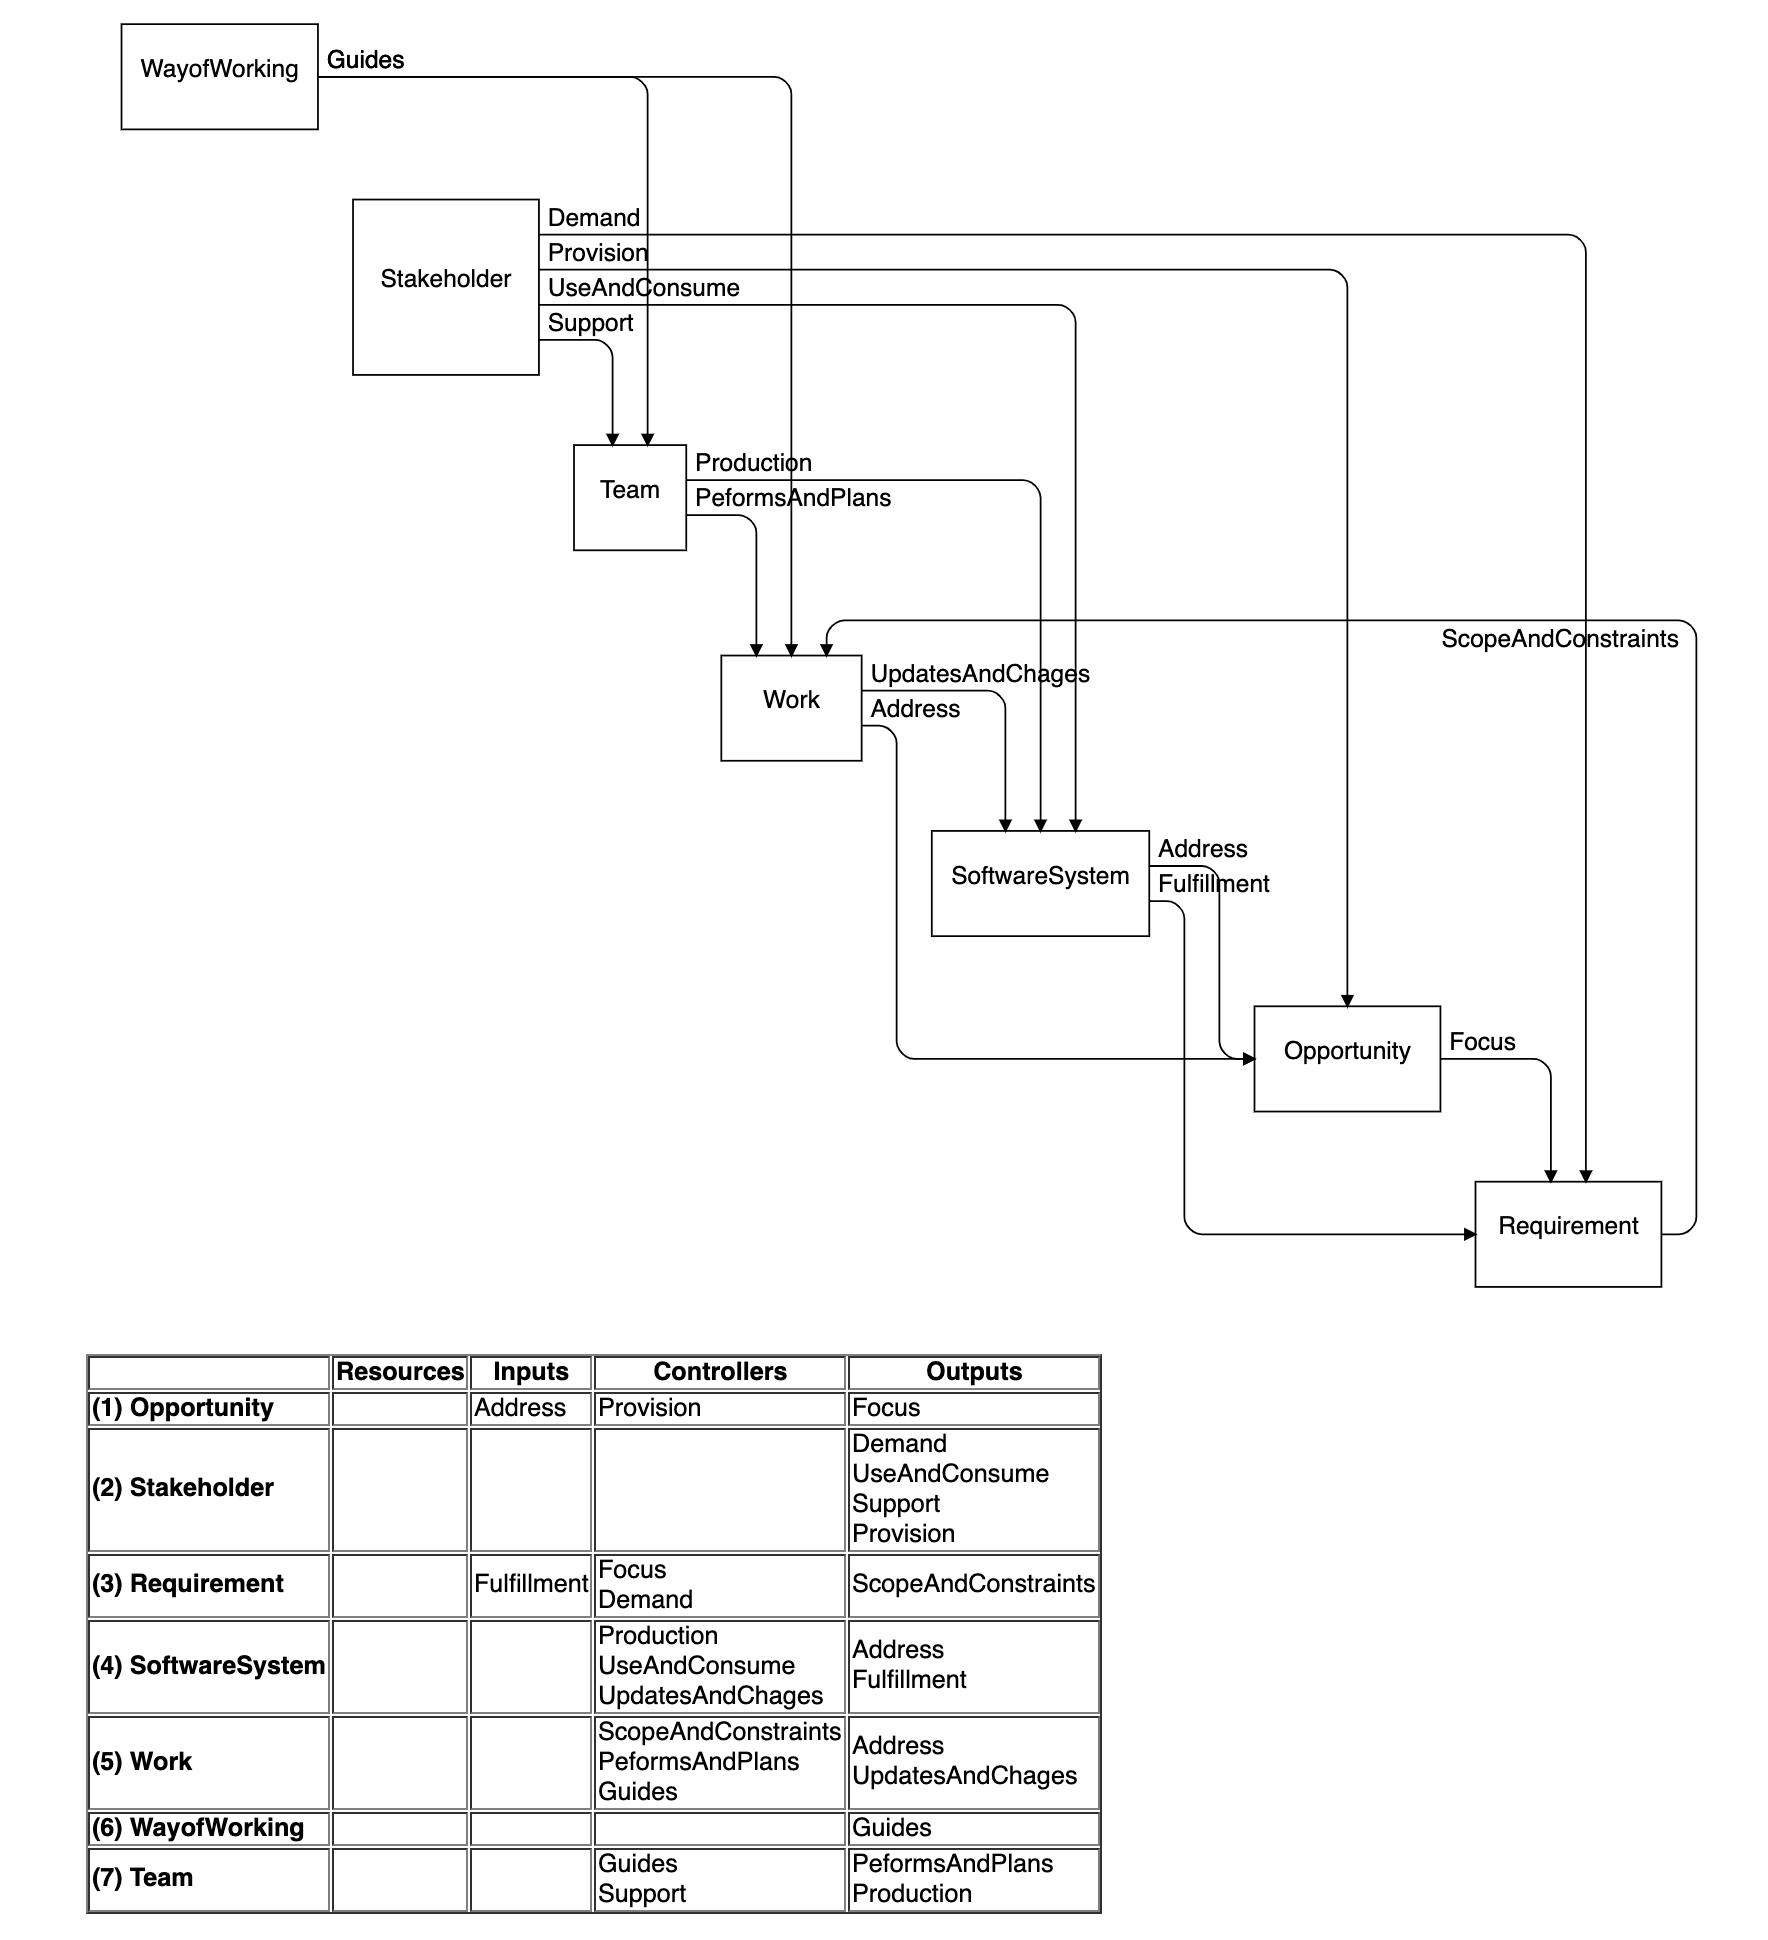 WayofWorking
Guides
Stakeholder
Demand
Provision
UseAndConsume
Support
Team
Production
PeformsAndPlans
ScopeAndConstraints
Work
UpdatesAndChages
Address
SoftwareSystem
Address
Fulfillment
Opportunity
Focus
Requirement
Resources Inputs Controllers Outputs
(1) Opportunity Address Provision Focus
(2) Stakeholder
Demand
UseAndConsume
Support
Provision
(3) Requirement
Fulfillment
Focus
Demand
ScopeAndConstraints
(4) SoftwareSystem
Production
UseAndConsume
UpdatesAndChages
Address
Fulfillment
(5) Work
ScopeAndConstraints
PeformsAndPlans
Guides
Address
UpdatesAndChages
(6) WayofWorking Guides
(7) Team
Guides
Support
PeformsAndPlans
Production